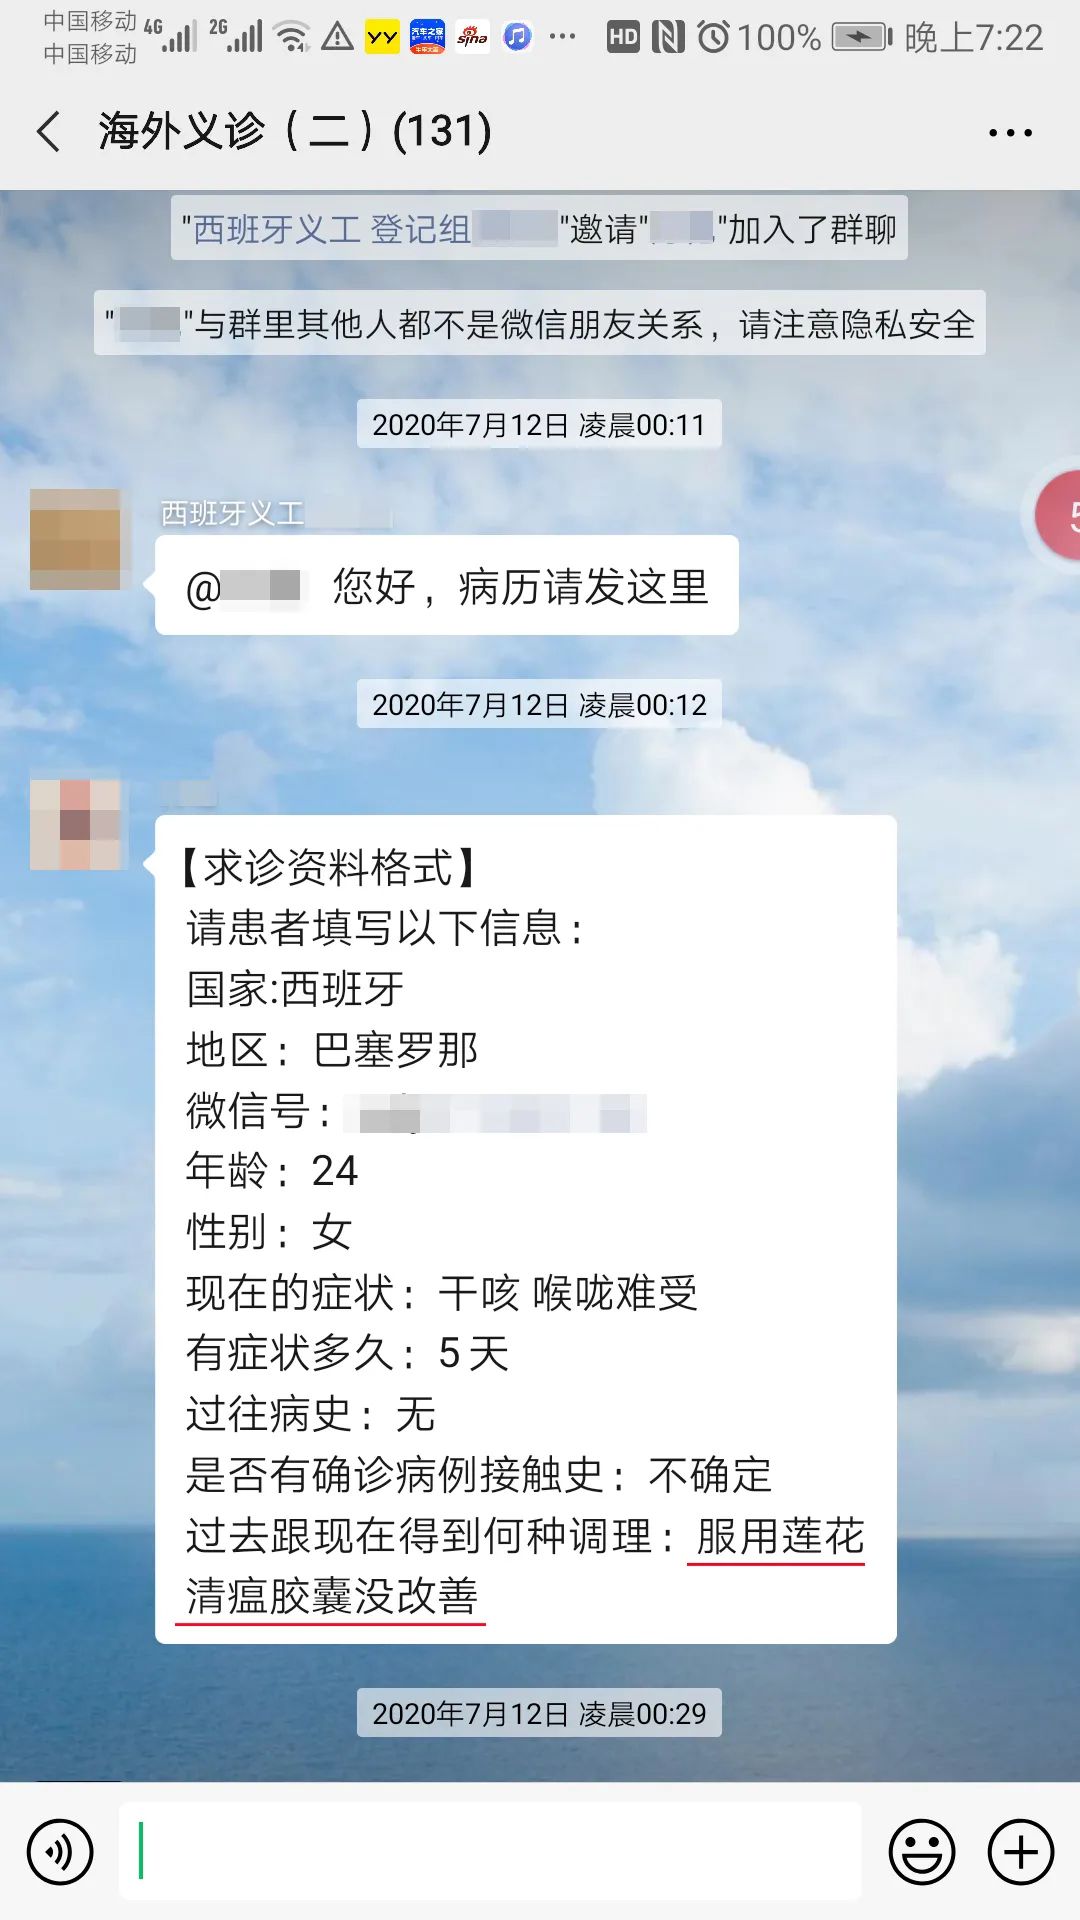 中国移动 4G 2G YY 汽车之家 sina HD N 100% 晚上7:22
中国移动
海外义诊（二）(131)
"西班牙义工 登记组"邀请""加入了群聊
""与群里其他人都不是微信朋友关系，请注意隐私安全
2020年7月12日 凌晨00:11
西班牙义工
5
@ 您好，病历请发这里
2020年7月12日 凌晨00:12
【求诊资料格式】
请患者填写以下信息：
国家:西班牙
地区：巴塞罗那
微信号：
年龄：24
性别：女
现在的症状：干咳 喉咙难受
有症状多久：5天
过往病史：无
是否有确诊病例接触史：不确定
过去跟现在得到何种调理：服用莲花
清瘟胶囊没改善
2020年7月12日 凌晨00:29